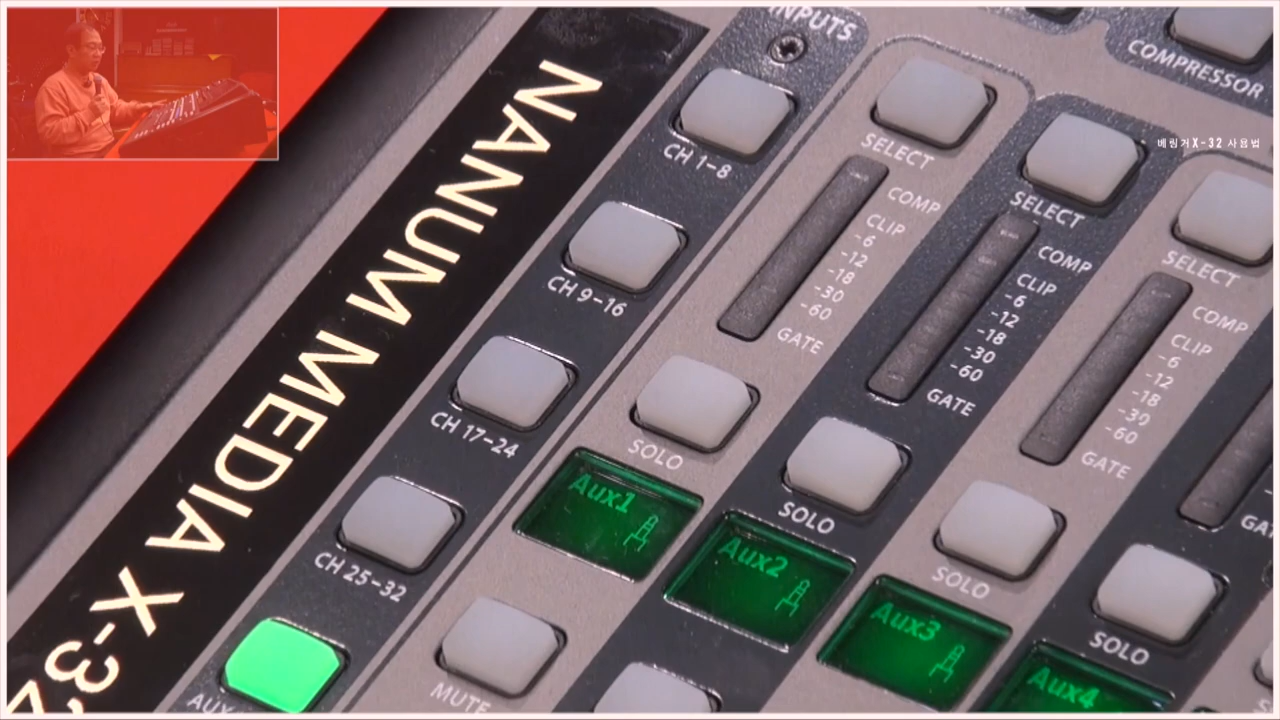 NANUM MEDIA X-32
INPUTS
CH 1-8
CH 9-16
CH 17-24
CH 25-32
AUX
SELECT
COMP
CLIP
-6
-12
-18
-30
-60
GATE
SOLO
Aux1
MUTE
SELECT
COMP
CLIP
-6
-12
-18
-30
-60
GATE
SOLO
Aux2
COMPRESSOR
베링거X-32 사용법
SELECT
COMP
CLIP
-6
-12
-18
-30
-60
GATE
SOLO
Aux3
SOLO
Aux4